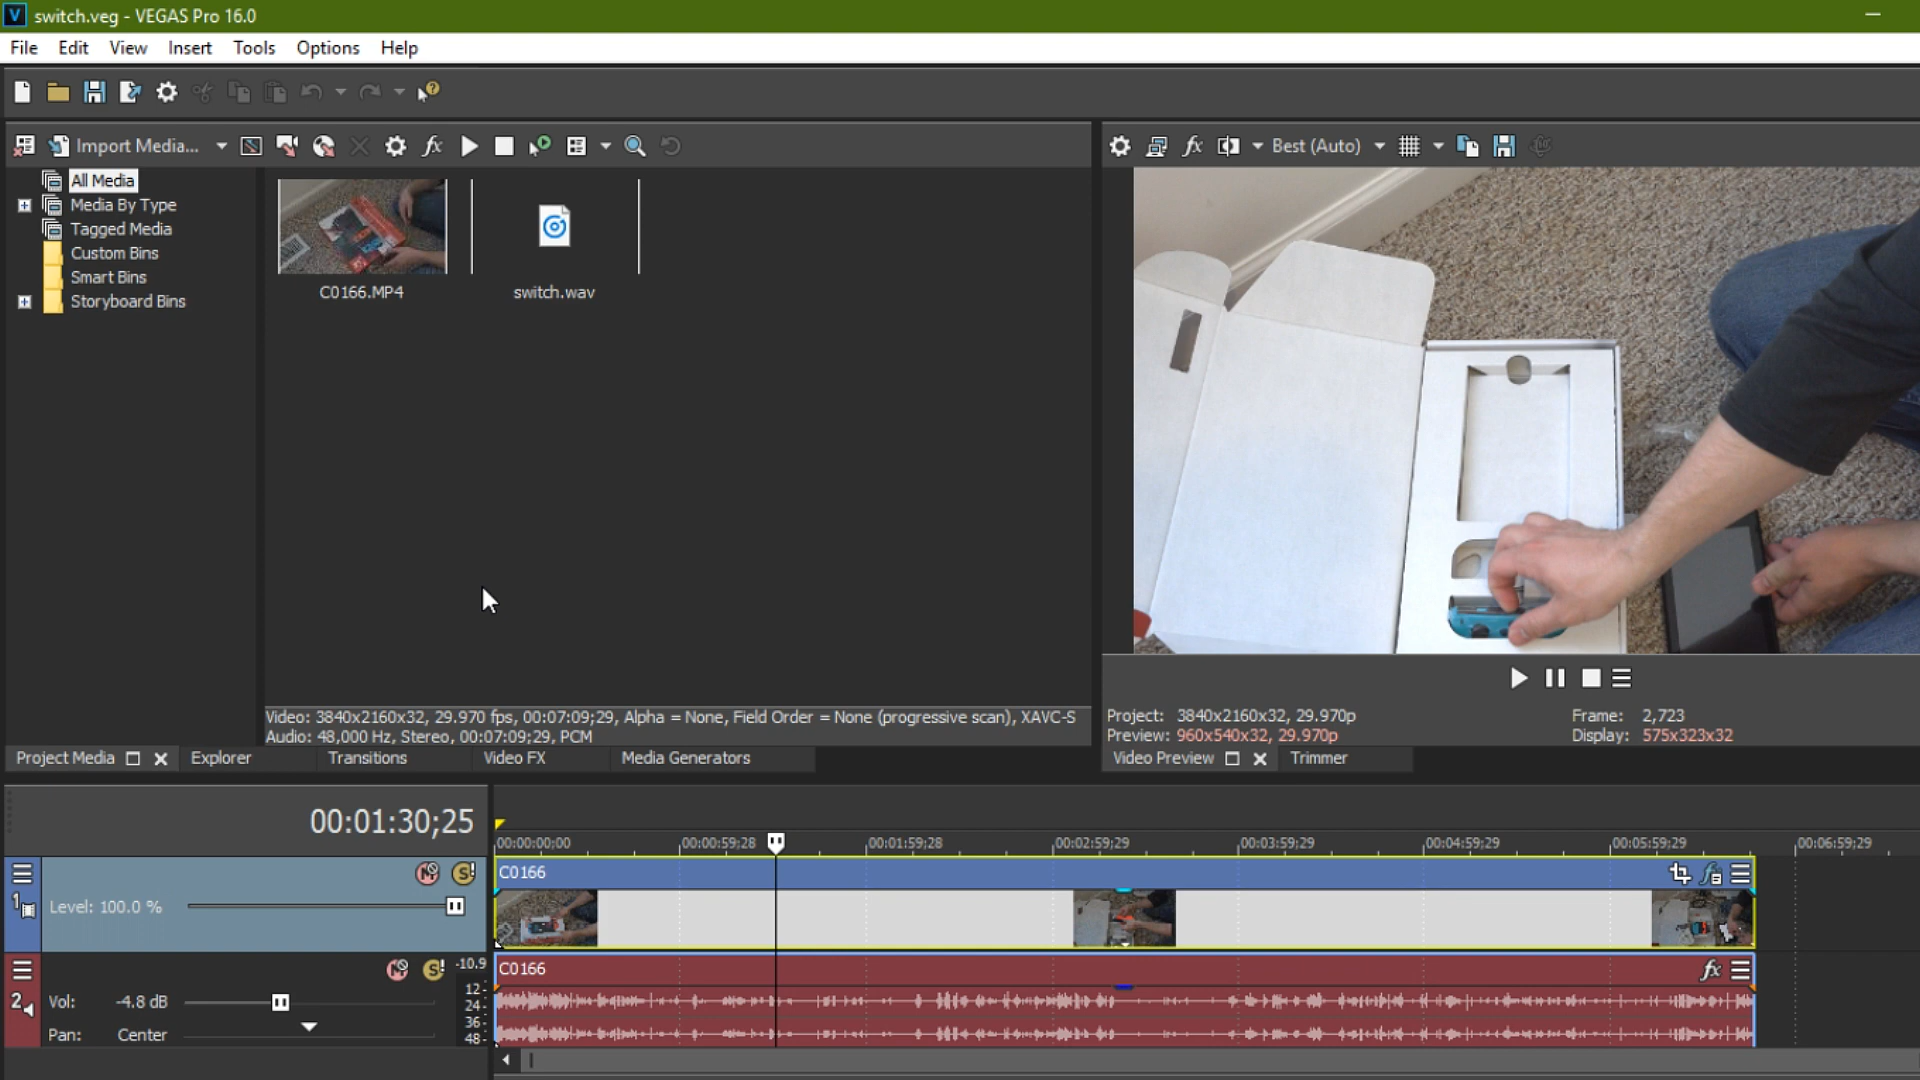 switch.veg - VEGAS Pro 16.0
File Edit View Insert Tools Options Help
Import Media... Best (Auto)
All Media
Media By Type
Tagged Media
Custom Bins
Smart Bins
Storyboard Bins
C0166.MP4 switch.wav
Video: 3840x2160x32, 29.970 fps, 00:07:09;29, Alpha = None, Field Order = None (progressive scan), XAVC-S
Audio: 48,000 Hz, Stereo, 00:07:09;29, PCM
Project: 3840x2160x32, 29.970p Frame: 2,723
Preview: 960x540x32, 29.970p Display: 575x323x32
Project Media Explorer Transitions Video FX Media Generators Video Preview Trimmer
00:01:30;25
00:00:00;00 00:00:59;28 00:01:59;28 00:02:59;29 00:03:59;29 00:04:59;29 00:05:59;29 00:06:59;29
C0166
1 Level: 100.0 %
-10.9 C0166
2 Vol: -4.8 dB
Pan: Center
12
24
36
48